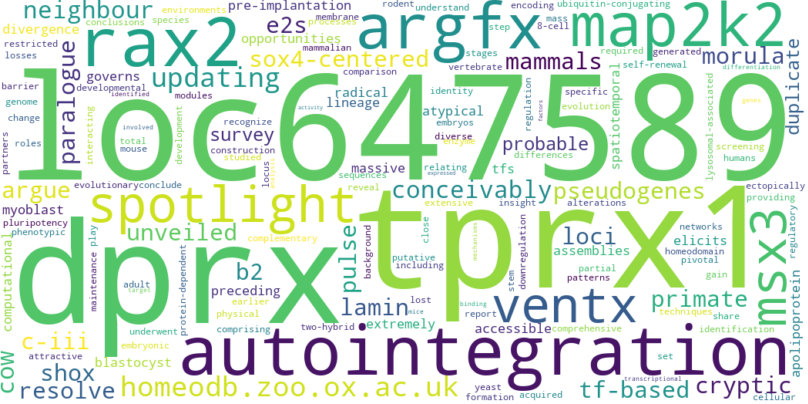 neighbour
divergence
conclusions
species
environments
pre-implantation
rodent
understand
8-cell
ubiquitin-conjugating
encoding
membrane
processes
step
argfx
map2k2
restricted
losses
rax2
e2s
opportunities
mammalian
stages
required
generated
specific
barrier
change
developmental
updating
sox4-centered
vertebrate
mammals
self-renewal
differentiation
morula
duplicate
genome
modules
governs
radical
comparison
identity
regulation
evolution
spatiotemporal
lysosomal-associated
paralogue
identified
lineage
embryos
atypical
diverse
recognize
partners
roles
involved
total
mouse
survey
activity
factors
enzyme
probable
differences
humans
genes
interacting
development
construction
studied
locus
relating
expressed
massive
tfs
sequences
reveal
screening
loc647589
argue
evolutionary
conclude
conceivably
extensive
insight
alterations
pseudogenes
ectopically
providing
myoblast
pluripotency
spotlight
complementary
tprx1
msx3
phenotypic
adult
target
play
unveiled
elicits
loci
networks
homeodomain
regulatory
computational
maintenance
dprx
pulse
background
including
close
putative
stem
downregulation
assemblies
pivotal
gain
mechanisms
patterns
protein-dependent
b2
preceding
earlier
physical
lost
mice
ventx
partial
techniques
binding
report
share
primate
apolipoprotein
c-iii
underwent
embryonic
comprising
two-hybrid
lamin
extremely
accessible
comprehensive
identification
cow
shox
attractive
resolve
blastocyst
autointegration
set
transcriptional
cryptic
homeodb.zoo.ox.ac.uk
yeast
formation
acquired
tf-based
mass
cellular